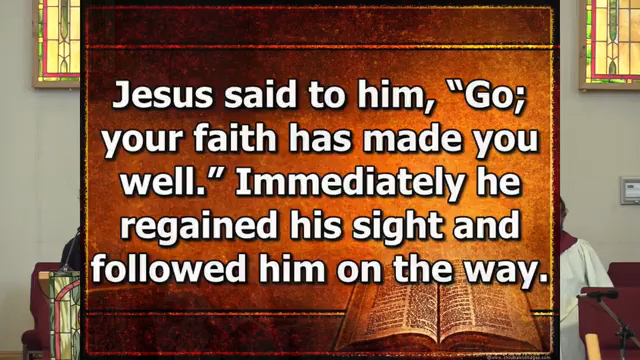 Jesus said to him, “Go;
your faith has made you
well.” Immediately he
regained his sight and
followed him on the way.